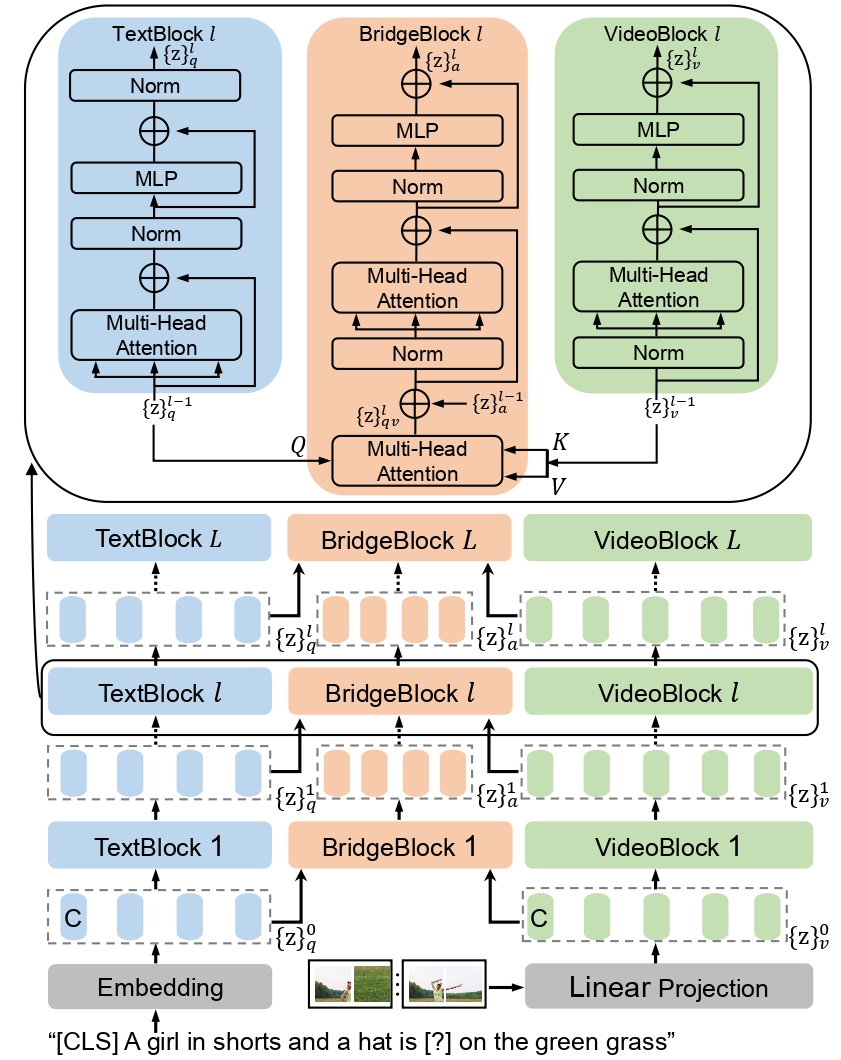 TextBlock l
BridgeBlock l
VideoBlock l
{z}_q^l
{z}_a^l
{z}_v^l
Norm
MLP
MLP
MLP
Norm
Norm
Norm
Multi-Head
Attention
Multi-Head
Attention
Multi-Head
Attention
Norm
Norm
{z}_q^{l-1}
{z}_{qv}^l
{z}_a^{l-1}
{z}_v^{l-1}
Q
Multi-Head
Attention
K
V
TextBlock L
BridgeBlock L
VideoBlock L
{z}_q^l
{z}_a^l
{z}_v^l
TextBlock l
BridgeBlock l
VideoBlock l
{z}_q^1
{z}_a^1
{z}_v^1
TextBlock 1
BridgeBlock 1
VideoBlock 1
C
C
{z}_q^0
{z}_v^0
Embedding
Linear Projection
“[CLS] A girl in shorts and a hat is [?] on the green grass”